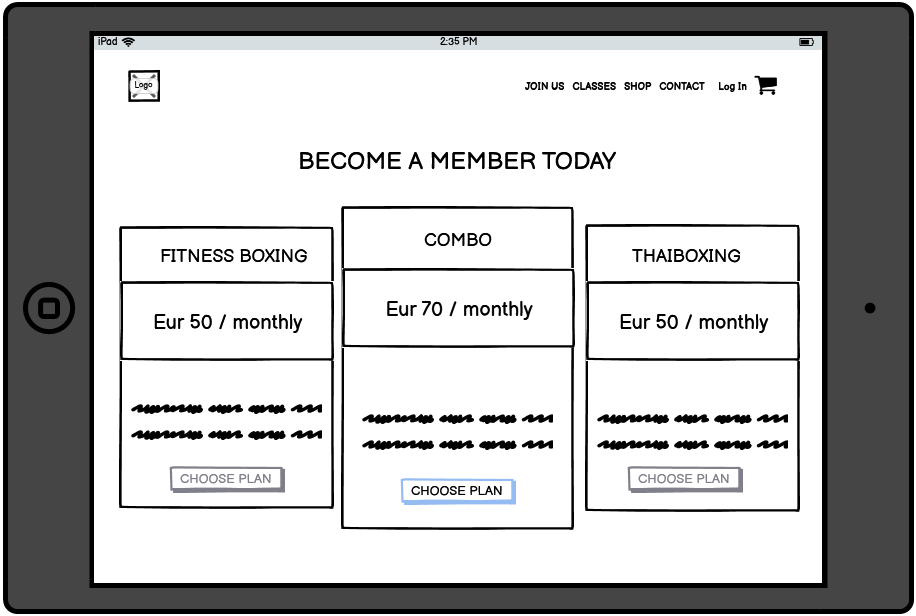 iPad 2:35 PM
Logo
JOIN US CLASSES SHOP CONTACT Log In
BECOME A MEMBER TODAY
FITNESS BOXING
Eur 50 / monthly
CHOOSE PLAN
COMBO
Eur 70 / monthly
CHOOSE PLAN
THAIBOXING
Eur 50 / monthly
CHOOSE PLAN